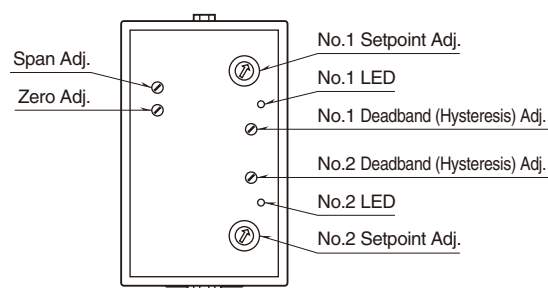 Span Adj.
Zero Adj.
No.1 Setpoint Adj.
No.1 LED
No.1 Deadband (Hysteresis) Adj.
No.2 Deadband (Hysteresis) Adj.
No.2 LED
No.2 Setpoint Adj.